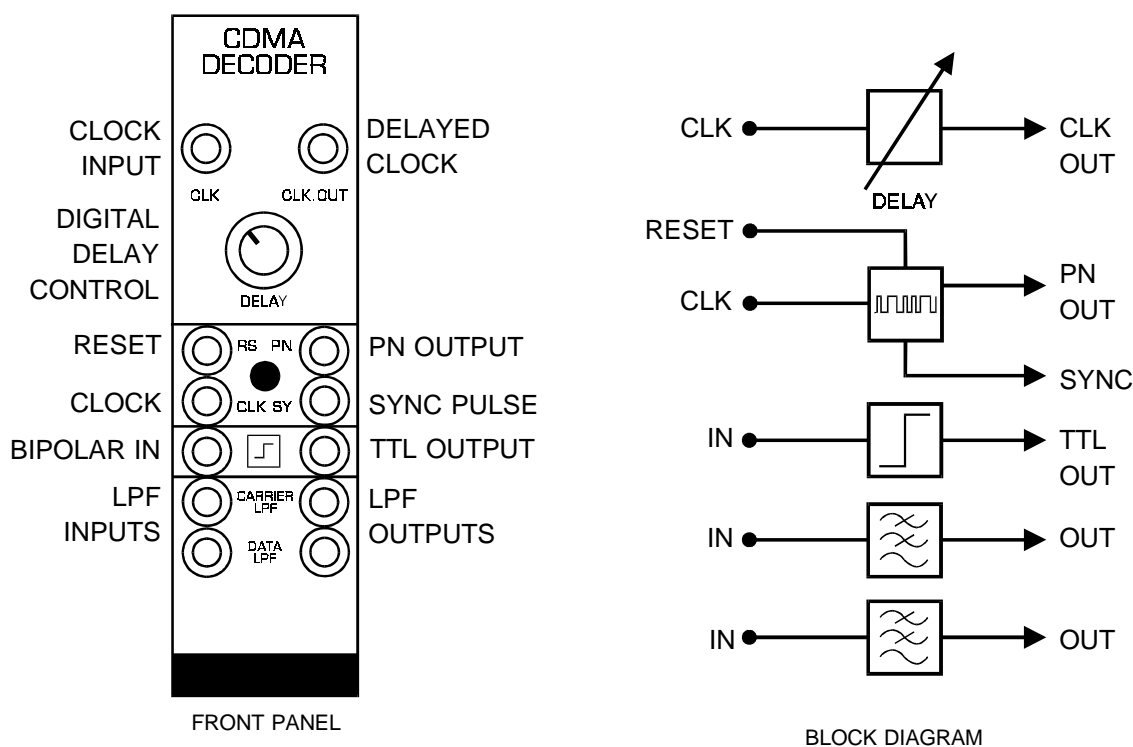 CDMA
DECODER
CLOCK
INPUT
DELAYED
CLOCK
CLK
CLK.OUT
DIGITAL
DELAY
CONTROL
DELAY
RESET
RS PN
PN OUTPUT
CLOCK
CLK SY
SYNC PULSE
BIPOLAR IN
TTL OUTPUT
LPF
INPUTS
CARRIER
LPF
LPF
OUTPUTS
DATA
LPF
FRONT PANEL
CLK
CLK
OUT
DELAY
RESET
CLK
PN
OUT
SYNC
IN
TTL
OUT
IN
OUT
IN
OUT
BLOCK DIAGRAM